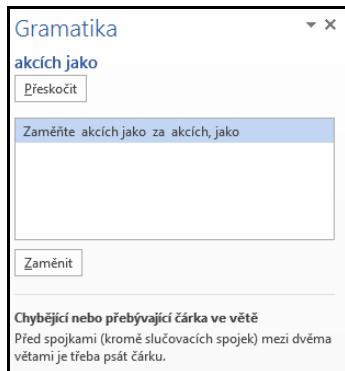 Gramatika
akcích jako
Přeskočit
Zaměňte akcích jako za akcích, jako
Zaměnit
Chybějící nebo přebývající čárka ve větě
Před spojkami (kromě slučovacích spojek) mezi dvěma
větami je třeba psát čárku.